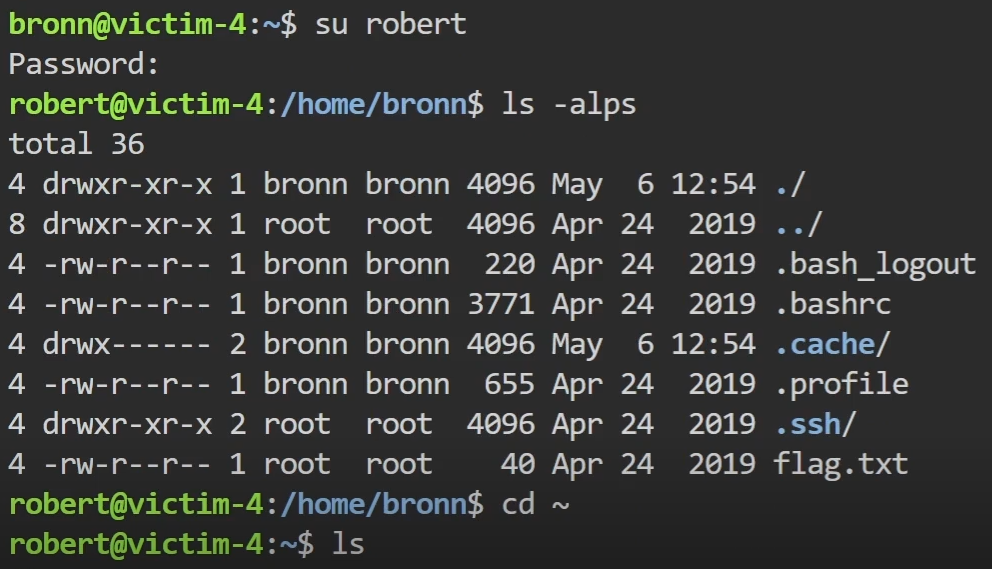 bronn@victim-4:~$ su robert
Password:
robert@victim-4:/home/bronn$ ls -alps
total 36
4 drwxr-xr-x 1 bronn bronn 4096 May  6 12:54 ./
8 drwxr-xr-x 1 root  root  4096 Apr 24  2019 ../
4 -rw-r--r-- 1 bronn bronn  220 Apr 24  2019 .bash_logout
4 -rw-r--r-- 1 bronn bronn 3771 Apr 24  2019 .bashrc
4 drwx------ 2 bronn bronn 4096 May  6 12:54 .cache/
4 -rw-r--r-- 1 bronn bronn  655 Apr 24  2019 .profile
4 drwxr-xr-x 2 root  root  4096 Apr 24  2019 .ssh/
4 -rw-r--r-- 1 root  root    40 Apr 24  2019 flag.txt
robert@victim-4:/home/bronn$ cd ~
robert@victim-4:~$ ls